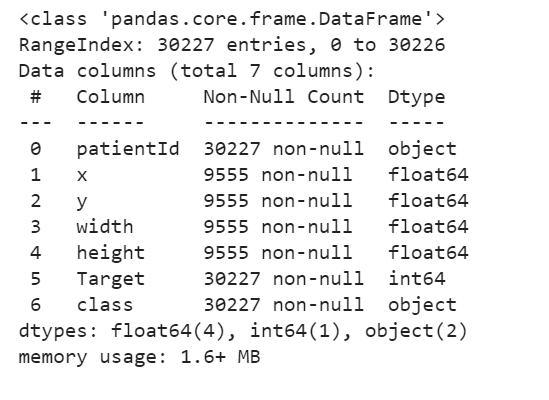 <class 'pandas.core.frame.DataFrame'>
RangeIndex: 30227 entries, 0 to 30226
Data columns (total 7 columns):
 #   Column     Non-Null Count  Dtype
---  ------     --------------  -----
 0   patientId  30227 non-null  object
 1   x          9555 non-null   float64
 2   y          9555 non-null   float64
 3   width      9555 non-null   float64
 4   height     9555 non-null   float64
 5   Target     30227 non-null  int64
 6   class      30227 non-null  object
dtypes: float64(4), int64(1), object(2)
memory usage: 1.6+ MB